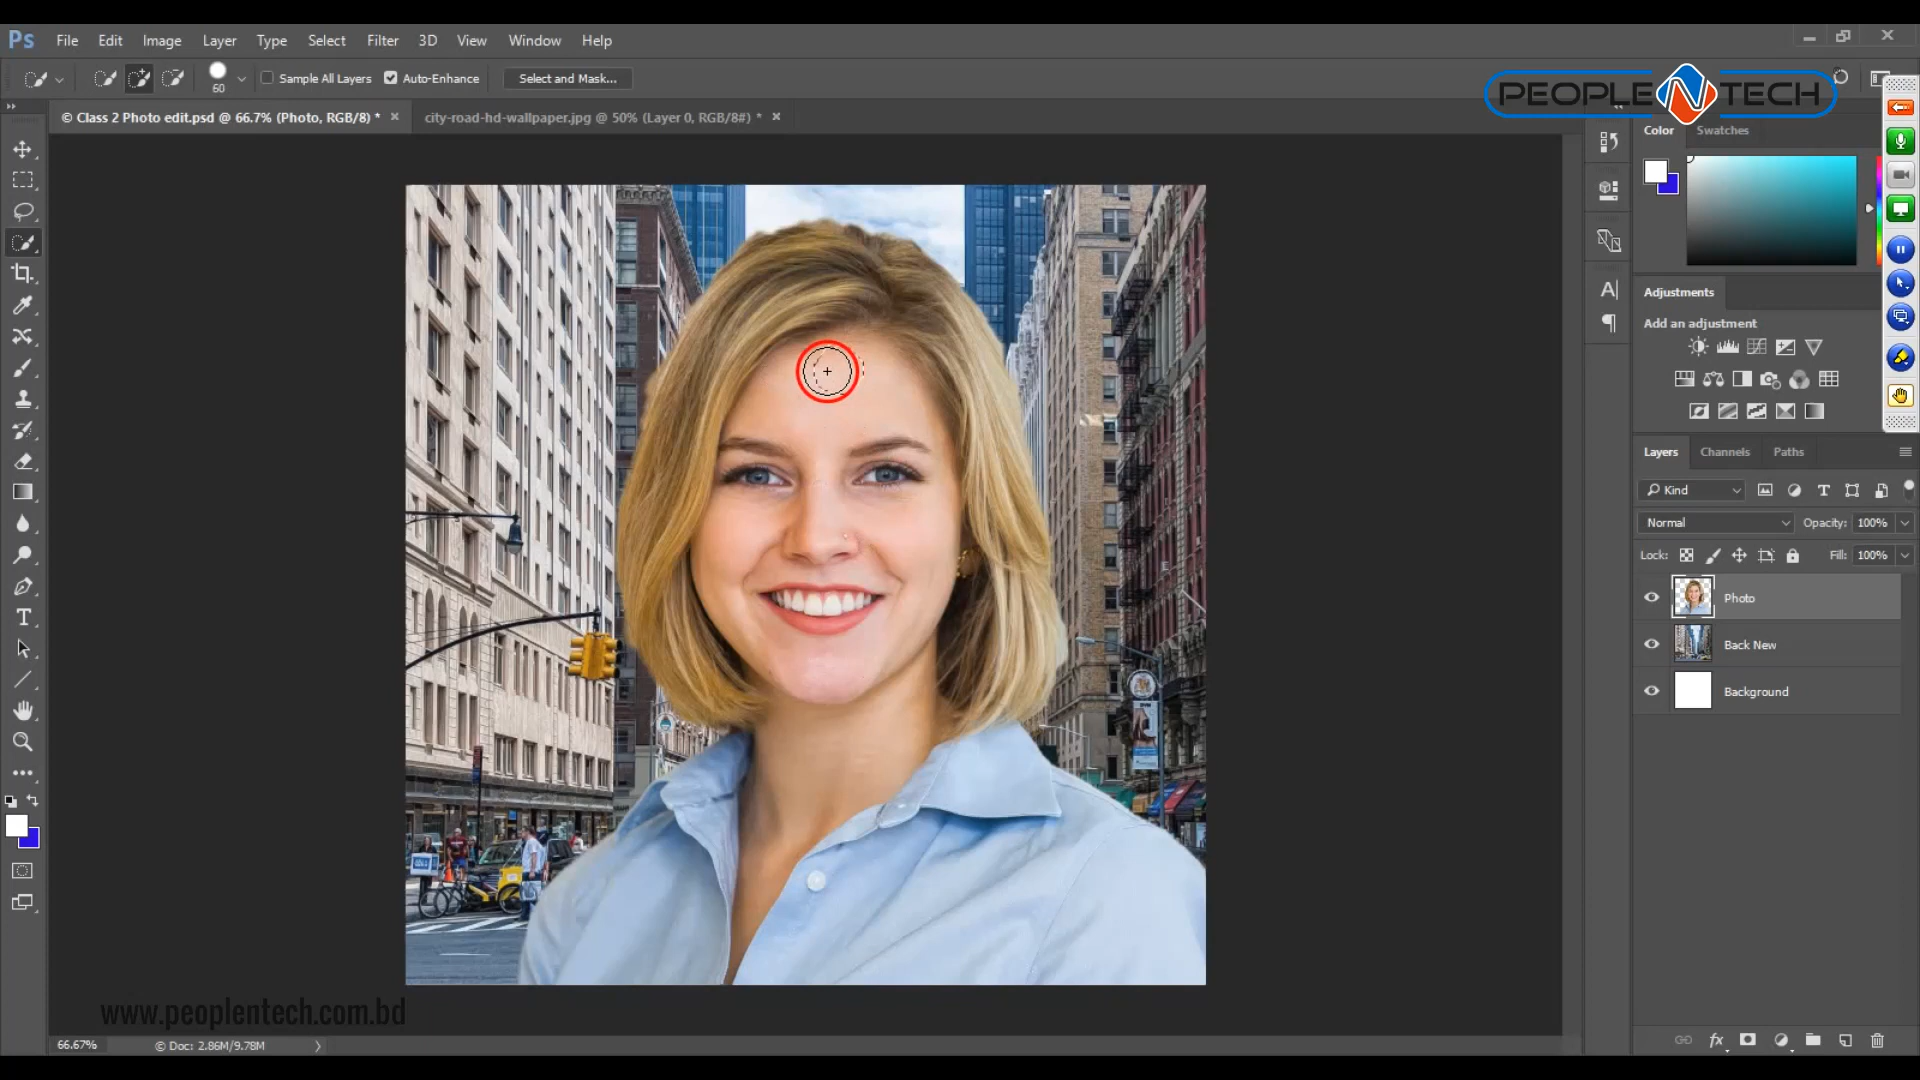 Ps File Edit Image Layer Type Select Filter 3D View Window Help
60 Sample All Layers Auto-Enhance Select and Mask...
PEOPLE N TECH
© Class 2 Photo edit.psd @ 66.7% (Photo, RGB/8) * city-road-hd-wallpaper.jpg @ 50% (Layer 0, RGB/8#) *
Color Swatches
Adjustments
Add an adjustment
Layers Channels Paths
Kind
Normal Opacity: 100%
Lock: Fill: 100%
Photo
Back New
Background
www.peoplentech.com.bd
66.67% © Doc: 2.86M/9.78M